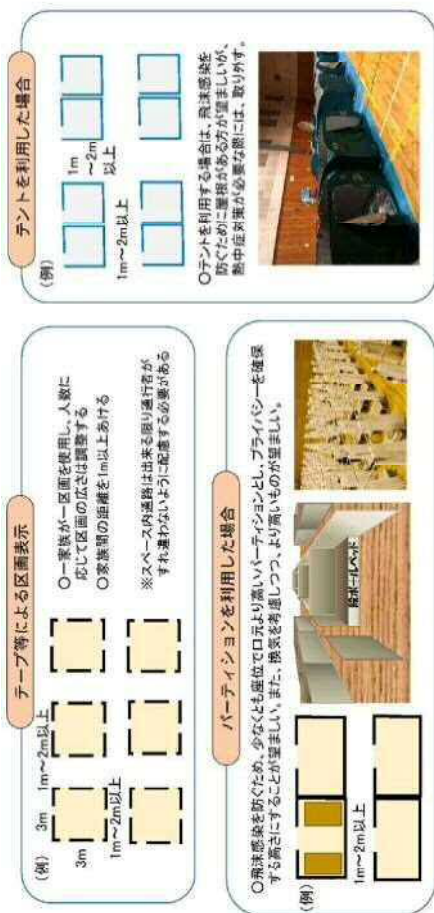 テープ等による区画表示
(例)
3m
1m～2m以上
3m
1m～2m以上
〇一家族が一区画を使用し、人数に
応じて区画の広さは調整する
〇家族間の距離を1m以上あける
※スペース内通路は出来る限り通行者が
すれ違わないように配慮する必要がある
テントを利用した場合
(例)
1m
～2m
以上
1m～2m以上
〇テントを利用する場合は、飛沫感染を
防ぐために屋根がある方が望ましいが、
熱中症対策が必要な際には、取り外す。
パーティションを利用した場合
〇飛沫感染を防ぐため、少なくとも座位で口元より高いパーティションとし、プライバシーを確保
する高さにすることが望ましい。また、換気を考慮しつつ、より高いものが望ましい。
(例)
1m～2m以上
段ボールベッド